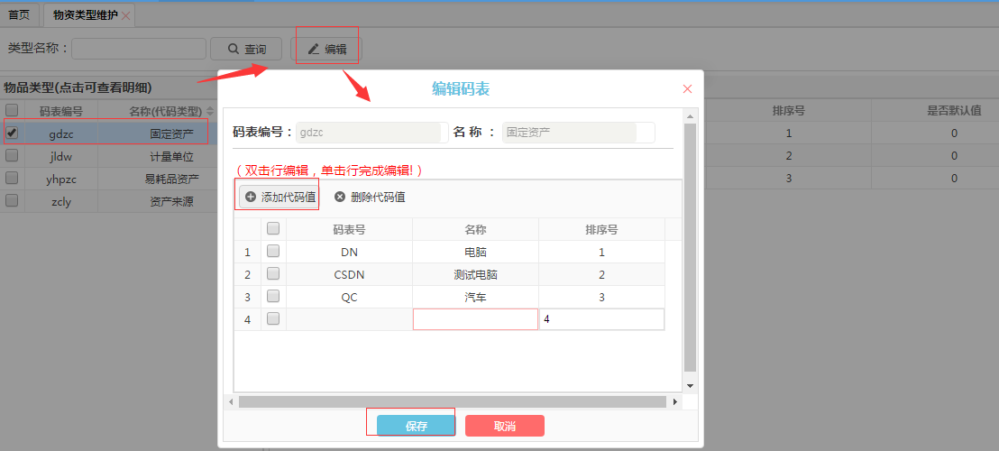 首页 物资类型维护
类型名称： 查询 编辑
物品类型(点击可查看明细)
码表编号 名称(代码类型)
gdzc 固定资产
jldw 计量单位
yhpzc 易耗品资产
zcly 资产来源
排序号 是否默认值
1 0
2 0
3 0
编辑码表
码表编号： gdzc 名 称 ： 固定资产
（双击行编辑，单击行完成编辑!）
添加代码值 删除代码值
码表号 名称 排序号
1 DN 电脑 1
2 CSDN 测试电脑 2
3 QC 汽车 3
4 4
保存 取消